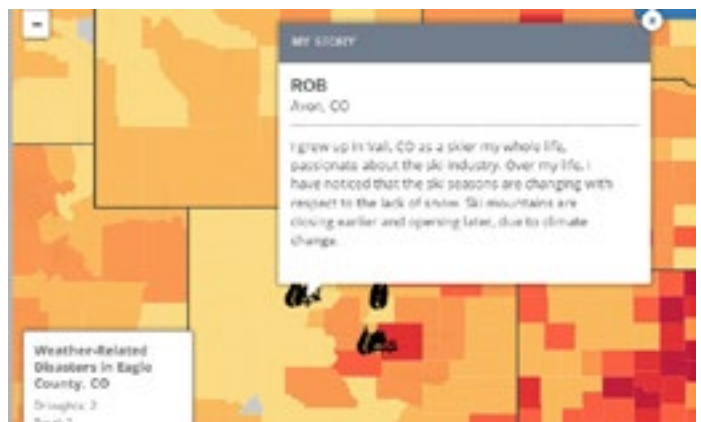 MY STORY
ROB
Avon, CO
I grew up in Vail, CO as a skier my whole life,
passionate about the ski industry. Over my life, I
have noticed that the ski seasons are changing with
respect to the lack of snow. Ski mountains are
closing earlier and opening later, due to climate
change.
Weather-Related
Disasters in Eagle
County, CO
Droughts: 2